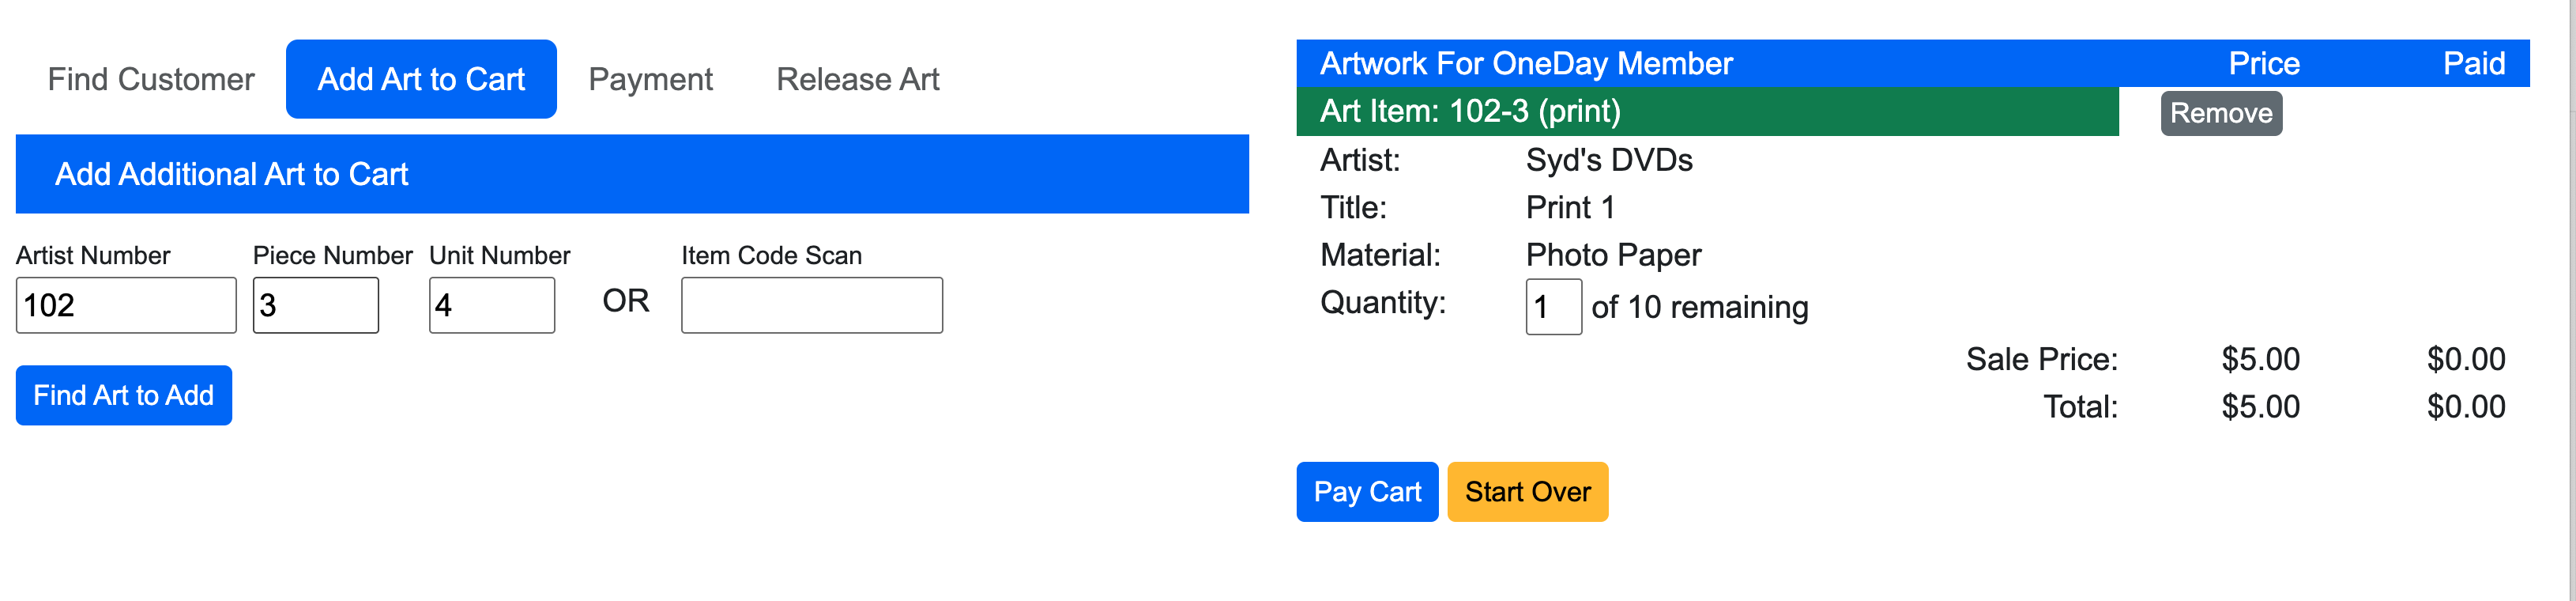 Find Customer Add Art to Cart Payment Release Art
Add Additional Art to Cart
Artist Number Piece Number Unit Number Item Code Scan
102 3 4 OR
Find Art to Add
Artwork For OneDay Member Price Paid
Art Item: 102-3 (print) Remove
Artist: Syd's DVDs
Title: Print 1
Material: Photo Paper
Quantity: 1 of 10 remaining
Sale Price: $5.00 $0.00
Total: $5.00 $0.00
Pay Cart Start Over